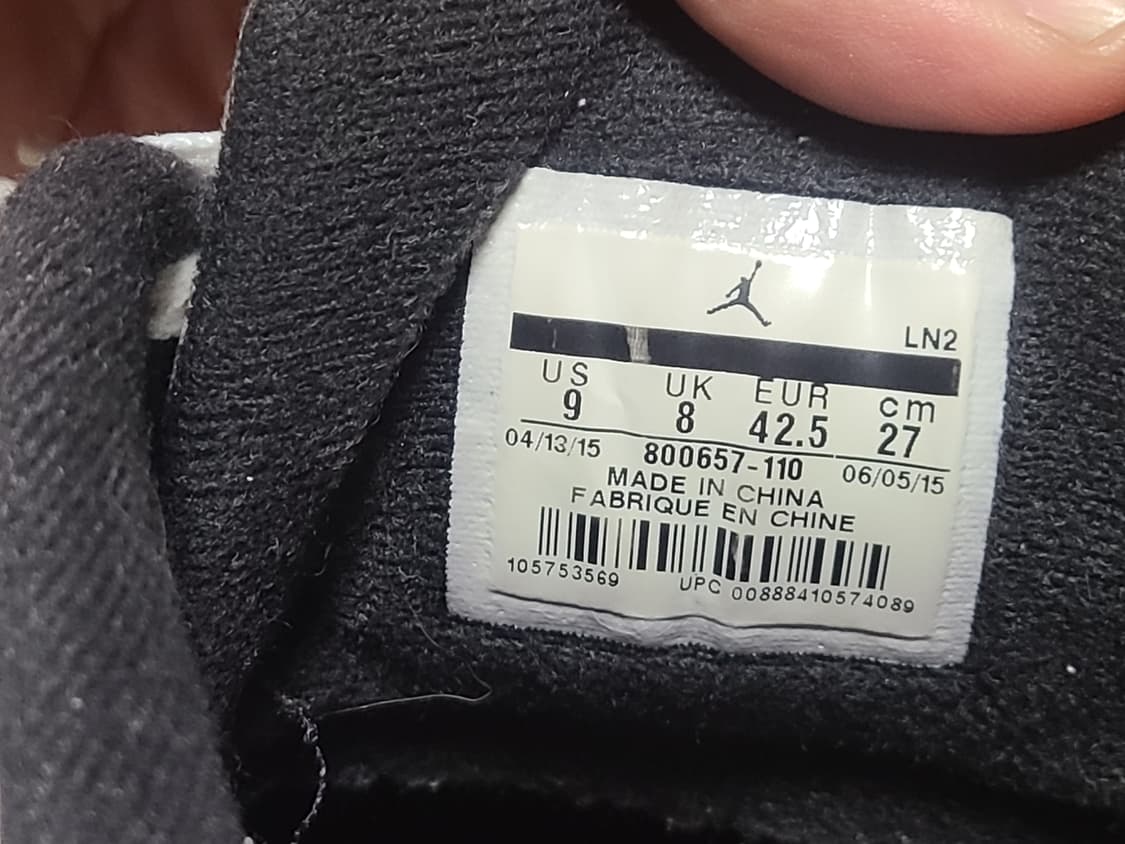 LN2
US UK EUR cm
9 8 42.5 27
04/13/15 800657-110 06/05/15
MADE IN CHINA
FABRIQUE EN CHINE
105753569 UPC 00888410574089